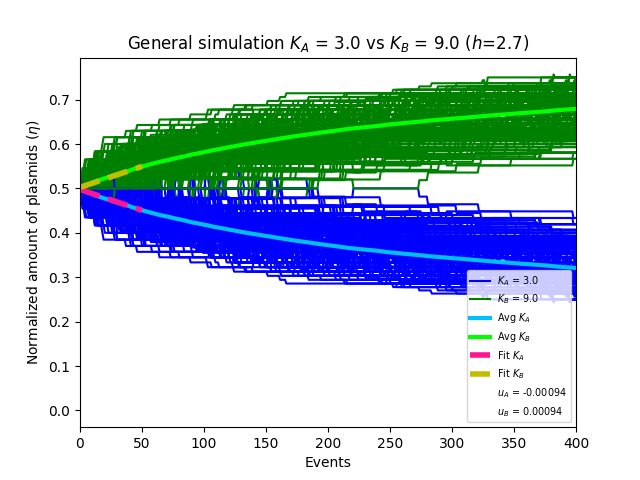 General simulation K_A = 3.0 vs K_B = 9.0 (h=2.7)
Normalized amount of plasmids (η)
0.7
0.6
0.5
0.4
0.3
0.2
0.1
0.0
K_A = 3.0
K_B = 9.0
Avg K_A
Avg K_B
Fit K_A
Fit K_B
u_A = -0.00094
u_B = 0.00094
0 50 100 150 200 250 300 350 400
Events